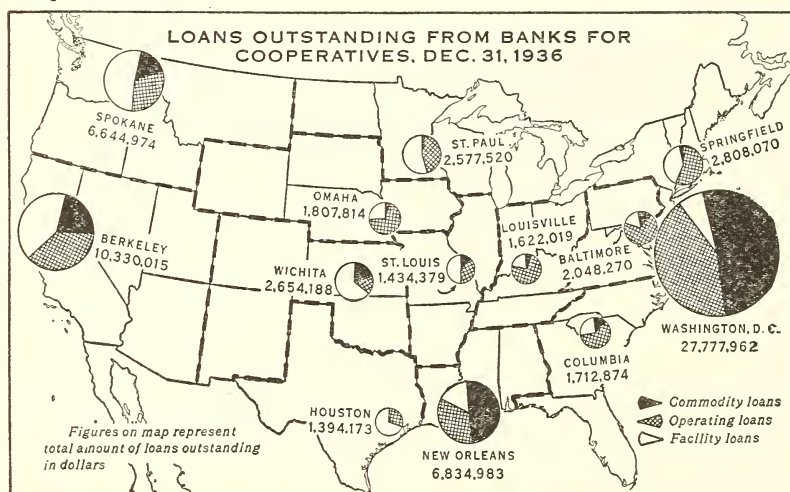 LOANS OUTSTANDING FROM BANKS FOR
COOPERATIVES, DEC. 31, 1936
SPOKANE
6,644,974
ST. PAUL
2,577,520
SPRINGFIELD
2,808,070
OMAHA
1,807,814
LOUISVILLE
1,622,019
BERKELEY
10,330,015
ST. LOUIS
1,434,379
BALTIMORE
2,048,270
WICHITA
2,654,188
WASHINGTON, D.C.
27,777,962
COLUMBIA
1,712,874
HOUSTON
1,394,173
NEW ORLEANS
6,834,983
Commodity loans
Operating loans
Facility loans
Figures on map represent
total amount of loans outstanding
in dollars